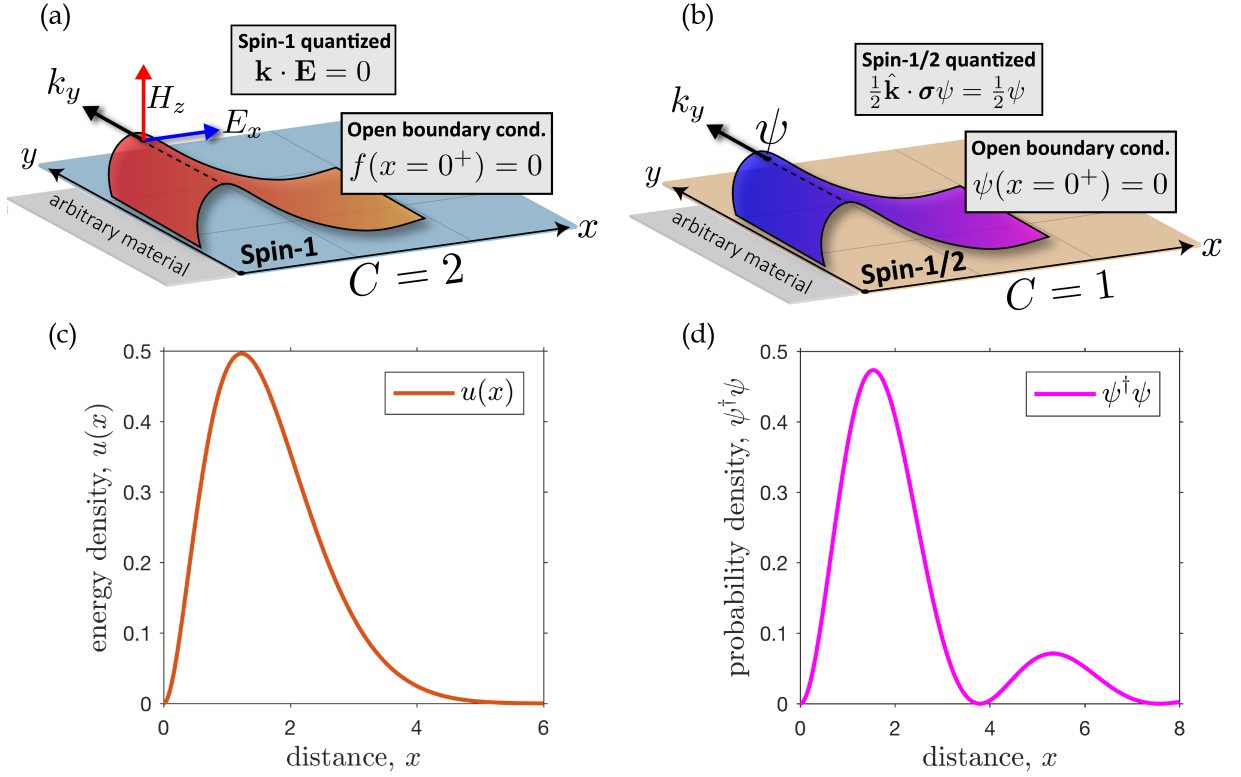 (a)
Spin-1 quantized
k · E = 0
k_y
H_z
E_x
Open boundary cond.
f(x = 0⁺) = 0
y
arbitrary material
Spin-1
C = 2
x
(b)
Spin-1/2 quantized
½k̂ · σψ = ½ψ
k_y
ψ
Open boundary cond.
ψ(x = 0⁺) = 0
y
arbitrary material
Spin-1/2
C = 1
x
(c)
0.5
0.4
0.3
0.2
0.1
0
energy density, u(x)
u(x)
0 2 4 6
distance, x
(d)
0.5
0.4
0.3
0.2
0.1
0
probability density, ψ†ψ
ψ†ψ
0 2 4 6 8
distance, x